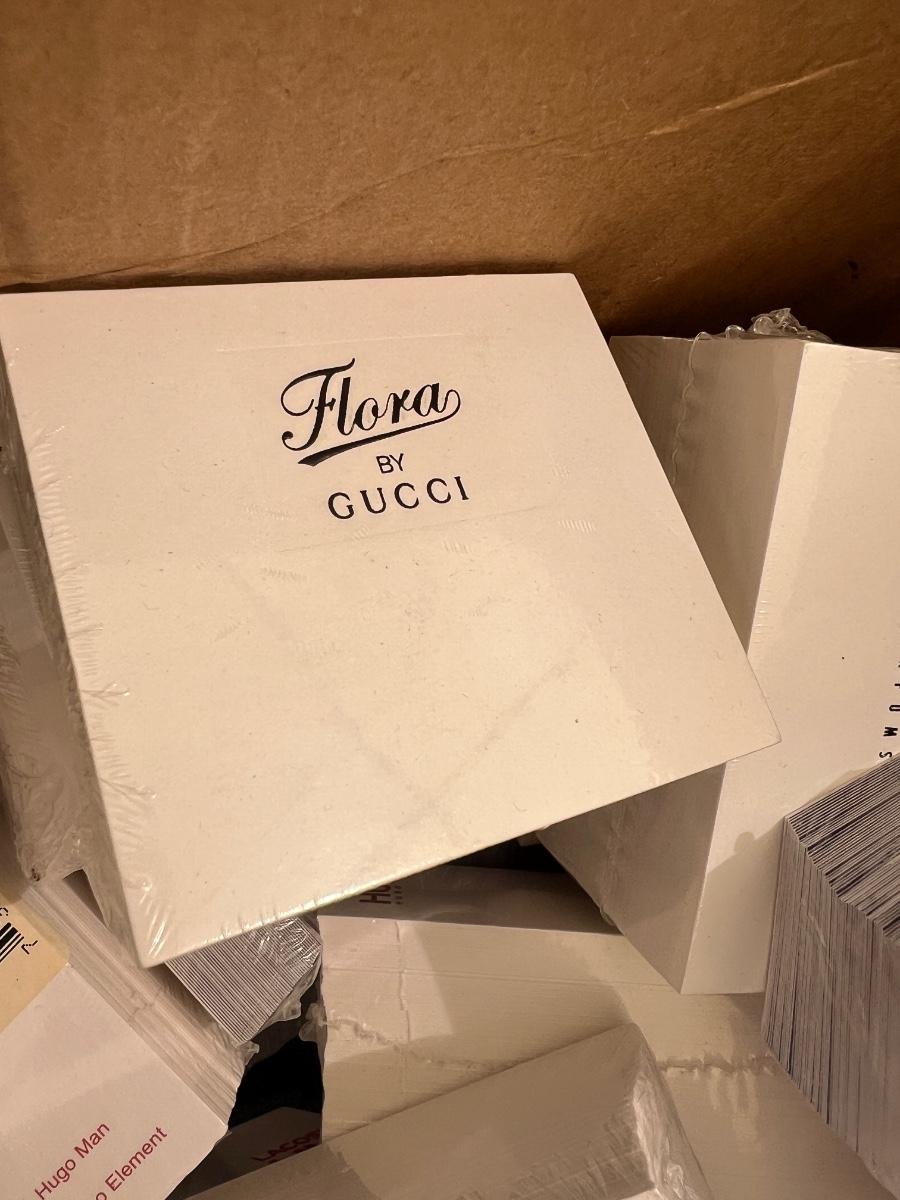 Flora
BY
GUCCI
Hugo Man
o Element